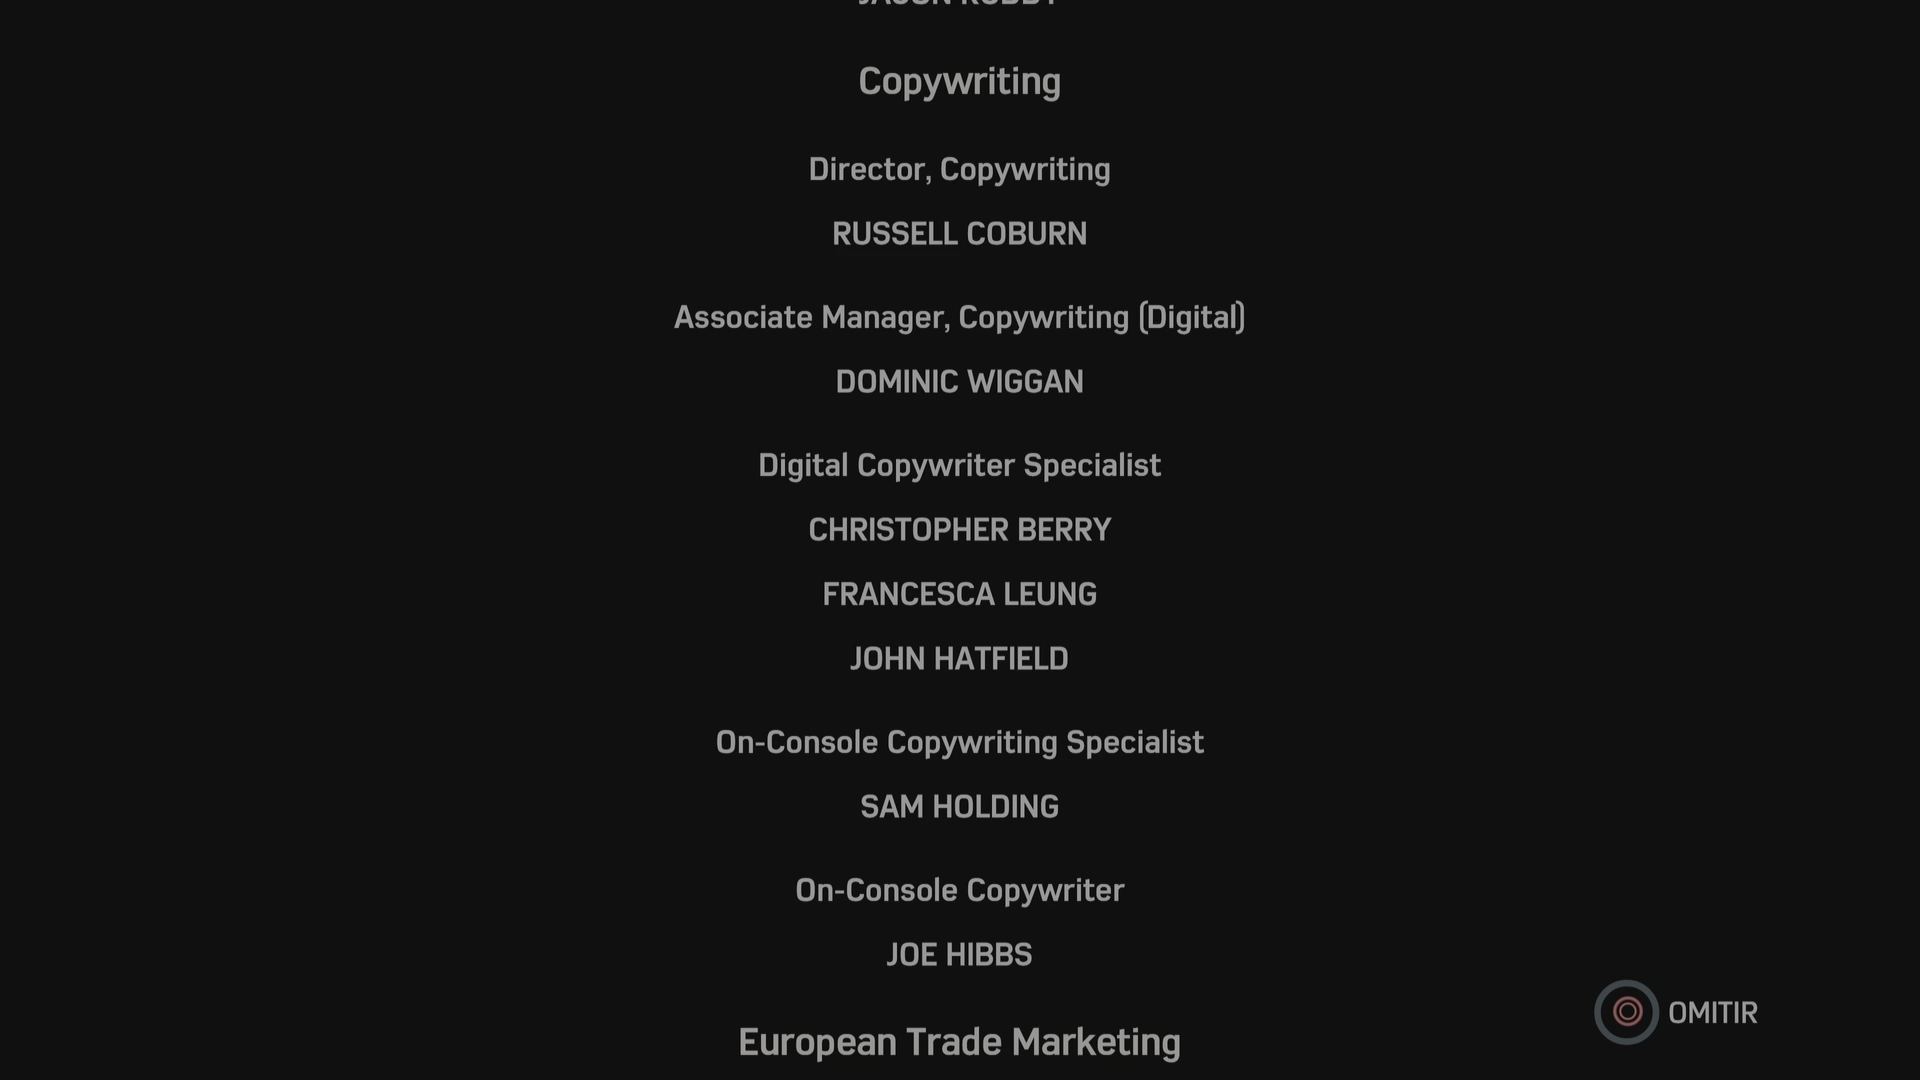 Copywriting
Director, Copywriting
RUSSELL COBURN
Associate Manager, Copywriting (Digital)
DOMINIC WIGGAN
Digital Copywriter Specialist
CHRISTOPHER BERRY
FRANCESCA LEUNG
JOHN HATFIELD
On-Console Copywriting Specialist
SAM HOLDING
On-Console Copywriter
JOE HIBBS
OMITIR
European Trade Marketing